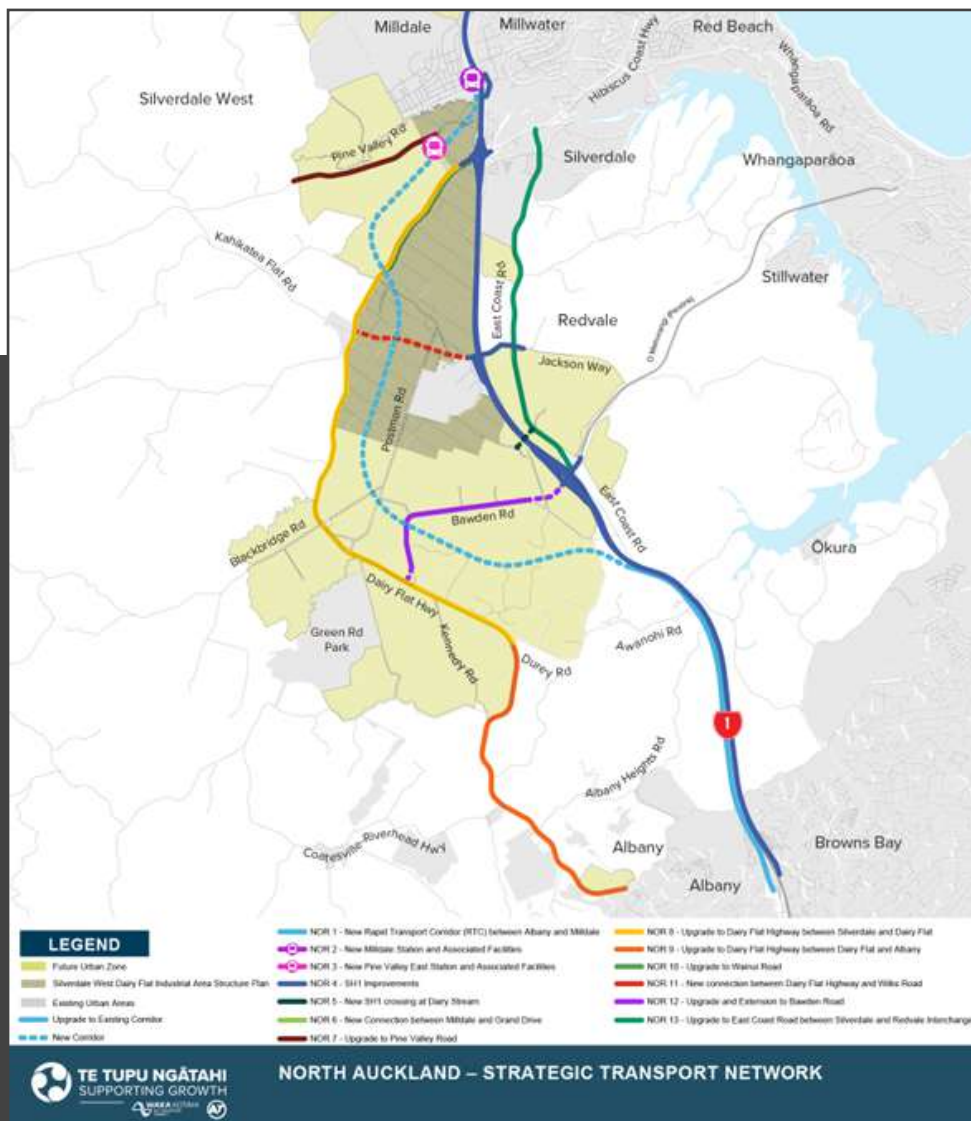 Milldale
Millwater
Red Beach
Hibiscus Coast Hwy
Whangaparāoa Rd
Silverdale West
Pine Valley Rd
Silverdale
Whangaparāoa
Kahikatea Flat Rd
East Coast Rd
Stillwater
Redvale
O Mahurangi (Penlink)
Jackson Way
Postman Rd
Bawden Rd
East Coast Rd
Blackbridge Rd
Ōkura
Dairy Flat Hwy
Green Rd
Park
Kennedy Rd
Durey Rd
Awanohi Rd
1
Albany Heights Rd
Coatesville-Riverhead Hwy
Albany
Browns Bay
Albany
LEGEND
Future Urban Zone
Silverdale West Dairy Flat Industrial Area Structure Plan
Existing Urban Areas
Upgrade to Existing Corridor
New Corridor
NOR 1 - New Rapid Transport Corridor (RTC) between Albany and Milldale
NOR 2 - New Milldale Station and Associated Facilities
NOR 3 - New Pine Valley East Station and Associated Facilities
NOR 4 - SH1 Improvements
NOR 5 - New SH1 crossing at Dairy Stream
NOR 6 - New Connection between Milldale and Grand Drive
NOR 7 - Upgrade to Pine Valley Road
NOR 8 - Upgrade to Dairy Flat Highway between Silverdale and Dairy Flat
NOR 9 - Upgrade to Dairy Flat Highway between Dairy Flat and Albany
NOR 10 - Upgrade to Wainui Road
NOR 11 - New connection between Dairy Flat Highway and Wilks Road
NOR 12 - Upgrade and Extension to Bawden Road
NOR 13 - Upgrade to East Coast Road between Silverdale and Redvale Interchange
TE TUPU NGĀTAHI
SUPPORTING GROWTH
WAKA KOTAHI
AT
NORTH AUCKLAND – STRATEGIC TRANSPORT NETWORK